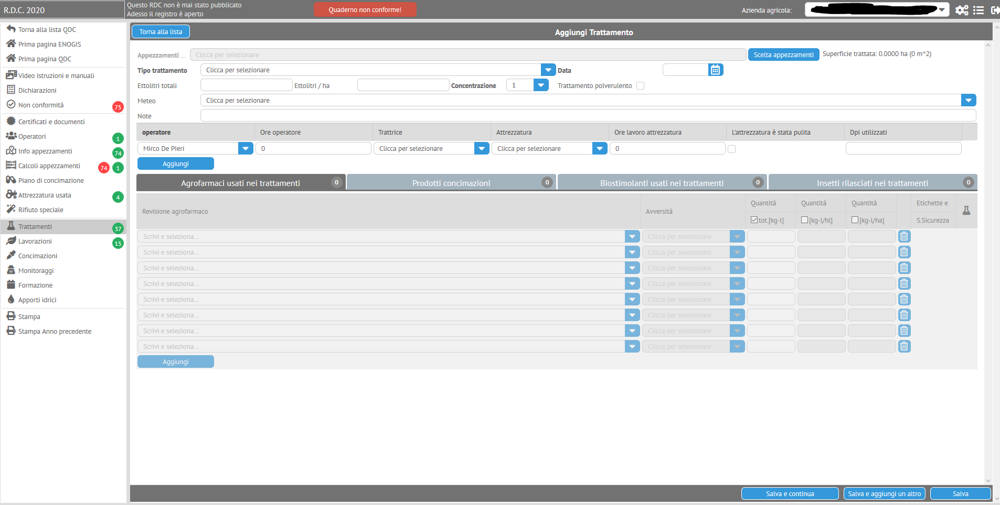 R.D.C. 2020
Questo RDC non è mai stato pubblicato
Adesso il registro è aperto
Quaderno non conforme!
Azienda agricola:
Torna alla lista QDC
Prima pagina ENOGIS
Prima pagina QDC
Video istruzioni e manuali
Dichiarazioni
Non conformità 75
Certificati e documenti
Operatori 1
Info appezzamenti 74
Calcoli appezzamenti 74 1
Piano di concimazione
Attrezzatura usata 4
Rifiuto speciale
Trattamenti 37
Lavorazioni 15
Concimazioni
Monitoraggi
Formazione
Apporti idrici
Stampa
Stampa Anno precedente
Torna alla lista
Aggiungi Trattamento
Appezzamenti ... Clicca per selezionare Scelta appezzamenti Superficie trattata: 0.0000 ha (0 m^2)
Tipo trattamento Clicca per selezionare Data
Ettolitri totali Ettolitri / ha Concentrazione 1 Trattamento polverulento
Meteo Clicca per selezionare
Note
operatore Ore operatore Trattrice Attrezzatura Ore lavoro attrezzatura L'attrezzatura è stata pulita Dpi utilizzati
Mirco De PIeri 0 Clicca per selezionare Clicca per selezionare 0
Aggiungi
Agrofarmaci usati nei trattamenti 0 Prodotti concimazioni 0 Biostimolanti usati nei trattamenti 0 Insetti rilasciati nei trattamenti 0
Revisione agrofarmaco Avversità Quantità Quantità Quantità Etichette e
tot.[kg-l] [kg-l/hl] [kg-l/ha] S.Sicurezza
Scrivi e seleziona... Clicca per selezionare
Scrivi e seleziona... Clicca per selezionare
Scrivi e seleziona... Clicca per selezionare
Scrivi e seleziona... Clicca per selezionare
Scrivi e seleziona... Clicca per selezionare
Scrivi e seleziona... Clicca per selezionare
Scrivi e seleziona... Clicca per selezionare
Scrivi e seleziona... Clicca per selezionare
Aggiungi
Salva e continua Salva e aggiungi un altro Salva